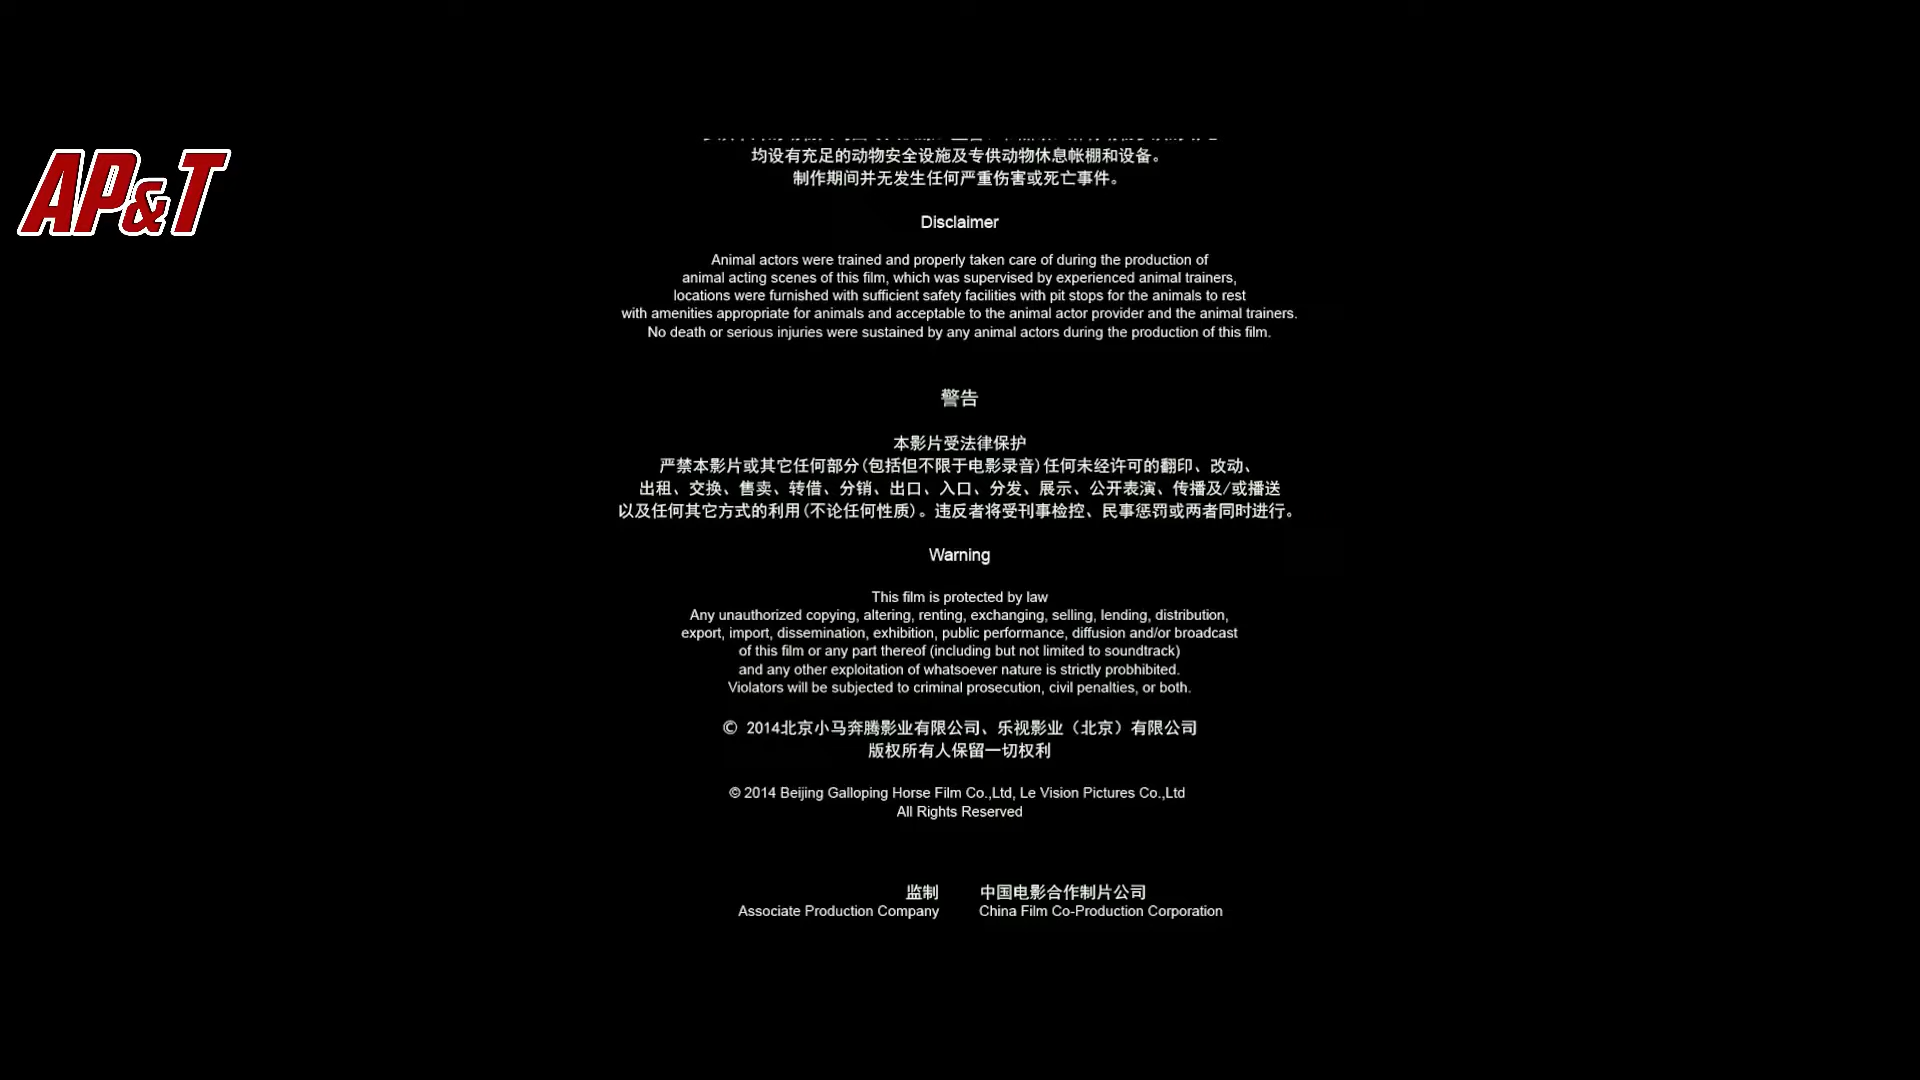 AP&T
均设有充足的动物安全设施及专供动物休息帐棚和设备。
制作期间并无发生任何严重伤害或死亡事件。
Disclaimer
Animal actors were trained and properly taken care of during the production of
animal acting scenes of this film, which was supervised by experienced animal trainers,
locations were furnished with sufficient safety facilities with pit stops for the animals to rest
with amenities appropriate for animals and acceptable to the animal actor provider and the animal trainers.
No death or serious injuries were sustained by any animal actors during the production of this film.
警告
本影片受法律保护
严禁本影片或其它任何部分(包括但不限于电影录音)任何未经许可的翻印、改动、
出租、交换、售卖、转借、分销、出口、入口、分发、展示、公开表演、传播及/或播送
以及任何其它方式的利用(不论任何性质)。违反者将受刊事检控、民事惩罚或两者同时进行。
Warning
This film is protected by law
Any unauthorized copying, altering, renting, exchanging, selling, lending, distribution,
export, import, dissemination, exhibition, public performance, diffusion and/or broadcast
of this film or any part thereof (including but not limited to soundtrack)
and any other exploitation of whatsoever nature is strictly probhibited.
Violators will be subjected to criminal prosecution, civil penalties, or both.
© 2014北京小马奔腾影业有限公司、乐视影业（北京）有限公司
版权所有人保留一切权利
© 2014 Beijing Galloping Horse Film Co.,Ltd, Le Vision Pictures Co.,Ltd
All Rights Reserved
监制 中国电影合作制片公司
Associate Production Company China Film Co-Production Corporation